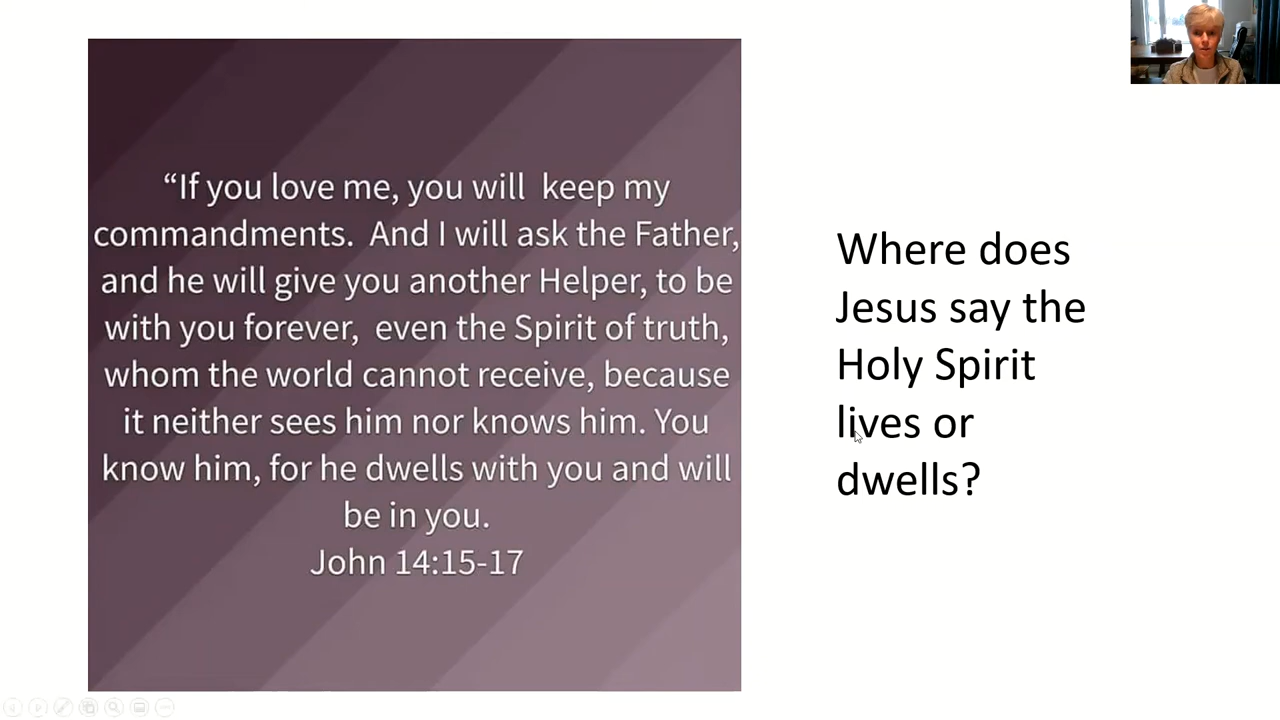 “If you love me, you will  keep my
commandments.  And I will ask the Father,
and he will give you another Helper, to be
with you forever,  even the Spirit of truth,
whom the world cannot receive, because
it neither sees him nor knows him. You
know him, for he dwells with you and will
be in you.
John 14:15-17
Where does
Jesus say the
Holy Spirit
lives or
dwells?